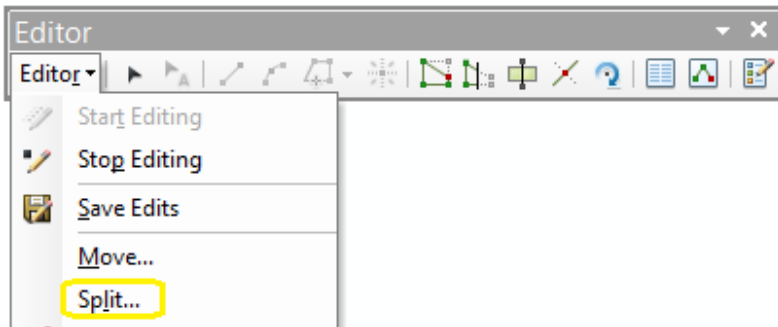 Editor
Editor
Start Editing
Stop Editing
Save Edits
Move...
Split...